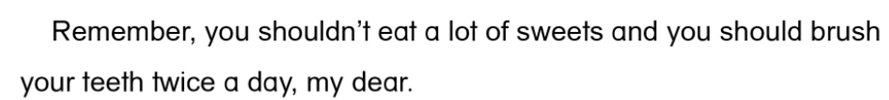 Remember, you shouldn’t eat a lot of sweets and you should brush
your teeth twice a day, my dear.